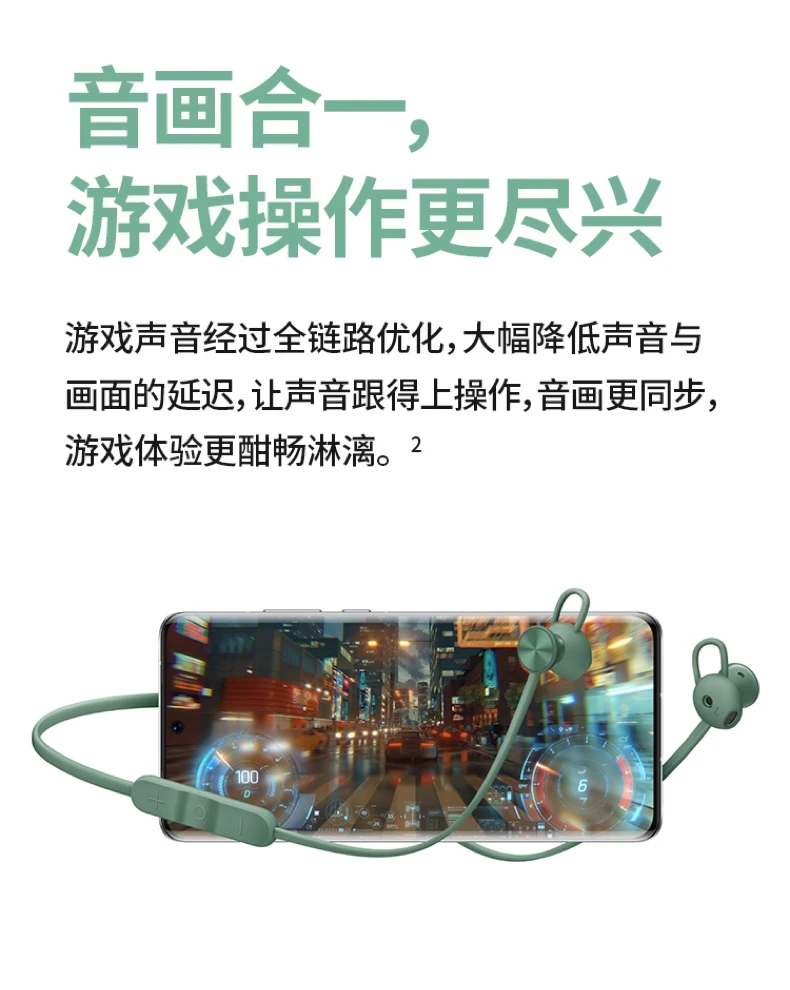 音画合一，
游戏操作更尽兴
游戏声音经过全链路优化，大幅降低声音与
画面的延迟，让声音跟得上操作，音画更同步，
游戏体验更酣畅淋漓。²
100
D
6
7